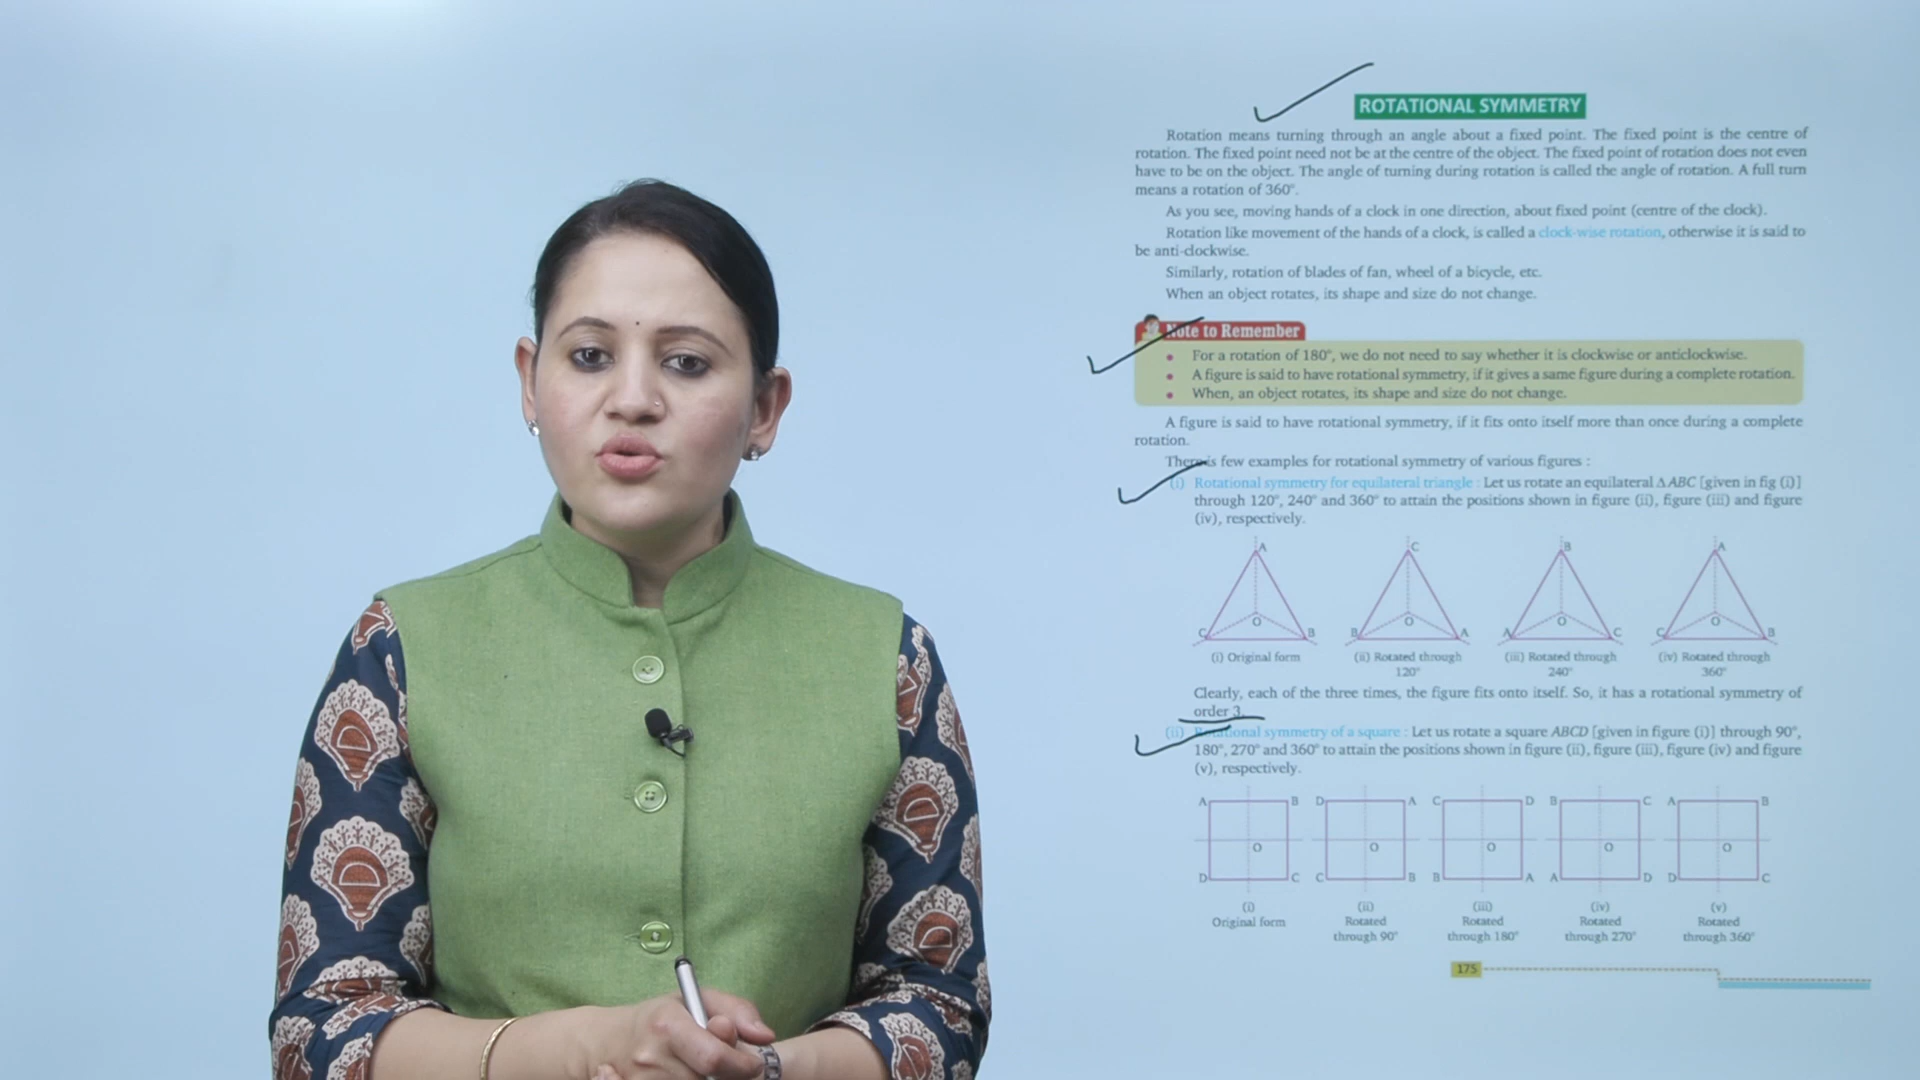 ROTATIONAL SYMMETRY
Rotation means turning through an angle about a fixed point. The fixed point is the centre of
rotation. The fixed point need not be at the centre of the object. The fixed point of rotation does not even
have to be on the object. The angle of turning during rotation is called the angle of rotation. A full turn
means a rotation of 360°.
As you see, moving hands of a clock in one direction, about fixed point (centre of the clock).
Rotation like movement of the hands of a clock, is called a clock-wise rotation, otherwise it is said to
be anti-clockwise.
Similarly, rotation of blades of fan, wheel of a bicycle, etc.
When an object rotates, its shape and size do not change.
Note to Remember
• For a rotation of 180°, we do not need to say whether it is clockwise or anticlockwise.
• A figure is said to have rotational symmetry, if it gives a same figure during a complete rotation.
• When, an object rotates, its shape and size do not change.
A figure is said to have rotational symmetry, if it fits onto itself more than once during a complete
rotation.
There is few examples for rotational symmetry of various figures :
(i) Rotational symmetry for equilateral triangle : Let us rotate an equilateral Δ ABC [given in fig (i)]
through 120°, 240° and 360° to attain the positions shown in figure (ii), figure (iii) and figure
(iv), respectively.
A C B A
O O O O
C B B A A C C B
(i) Original form (ii) Rotated through (iii) Rotated through (iv) Rotated through
120° 240° 360°
Clearly, each of the three times, the figure fits onto itself. So, it has a rotational symmetry of
order 3.
(ii) Rotational symmetry of a square : Let us rotate a square ABCD [given in figure (i)] through 90°,
180°, 270° and 360° to attain the positions shown in figure (ii), figure (iii), figure (iv) and figure
(v), respectively.
A B D A C D B C A B
O O O O O
D C C B B A A D D C
(i) (ii) (iii) (iv) (v)
Original form Rotated Rotated Rotated Rotated
through 90° through 180° through 270° through 360°
175